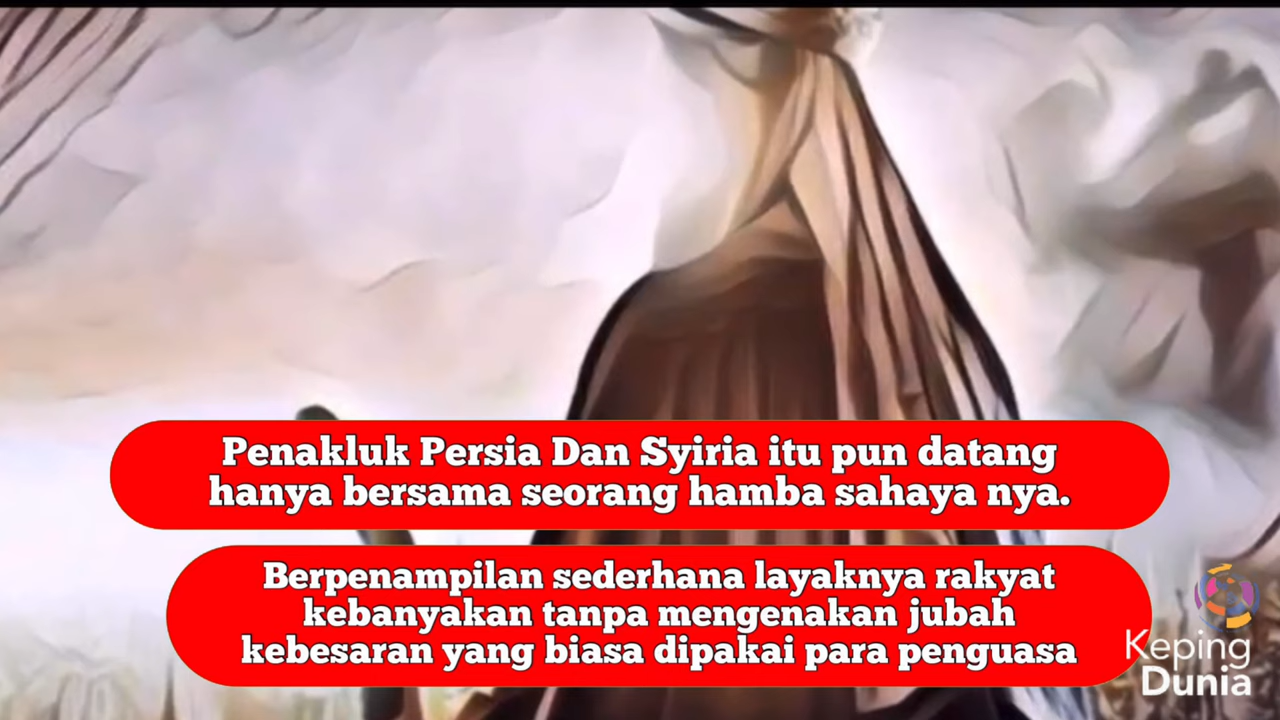 Penakluk Persia Dan Syiria itu pun datang
hanya bersama seorang hamba sahaya nya.
Berpenampilan sederhana layaknya rakyat
kebanyakan tanpa mengenakan jubah
kebesaran yang biasa dipakai para penguasa
Keping
Dunia